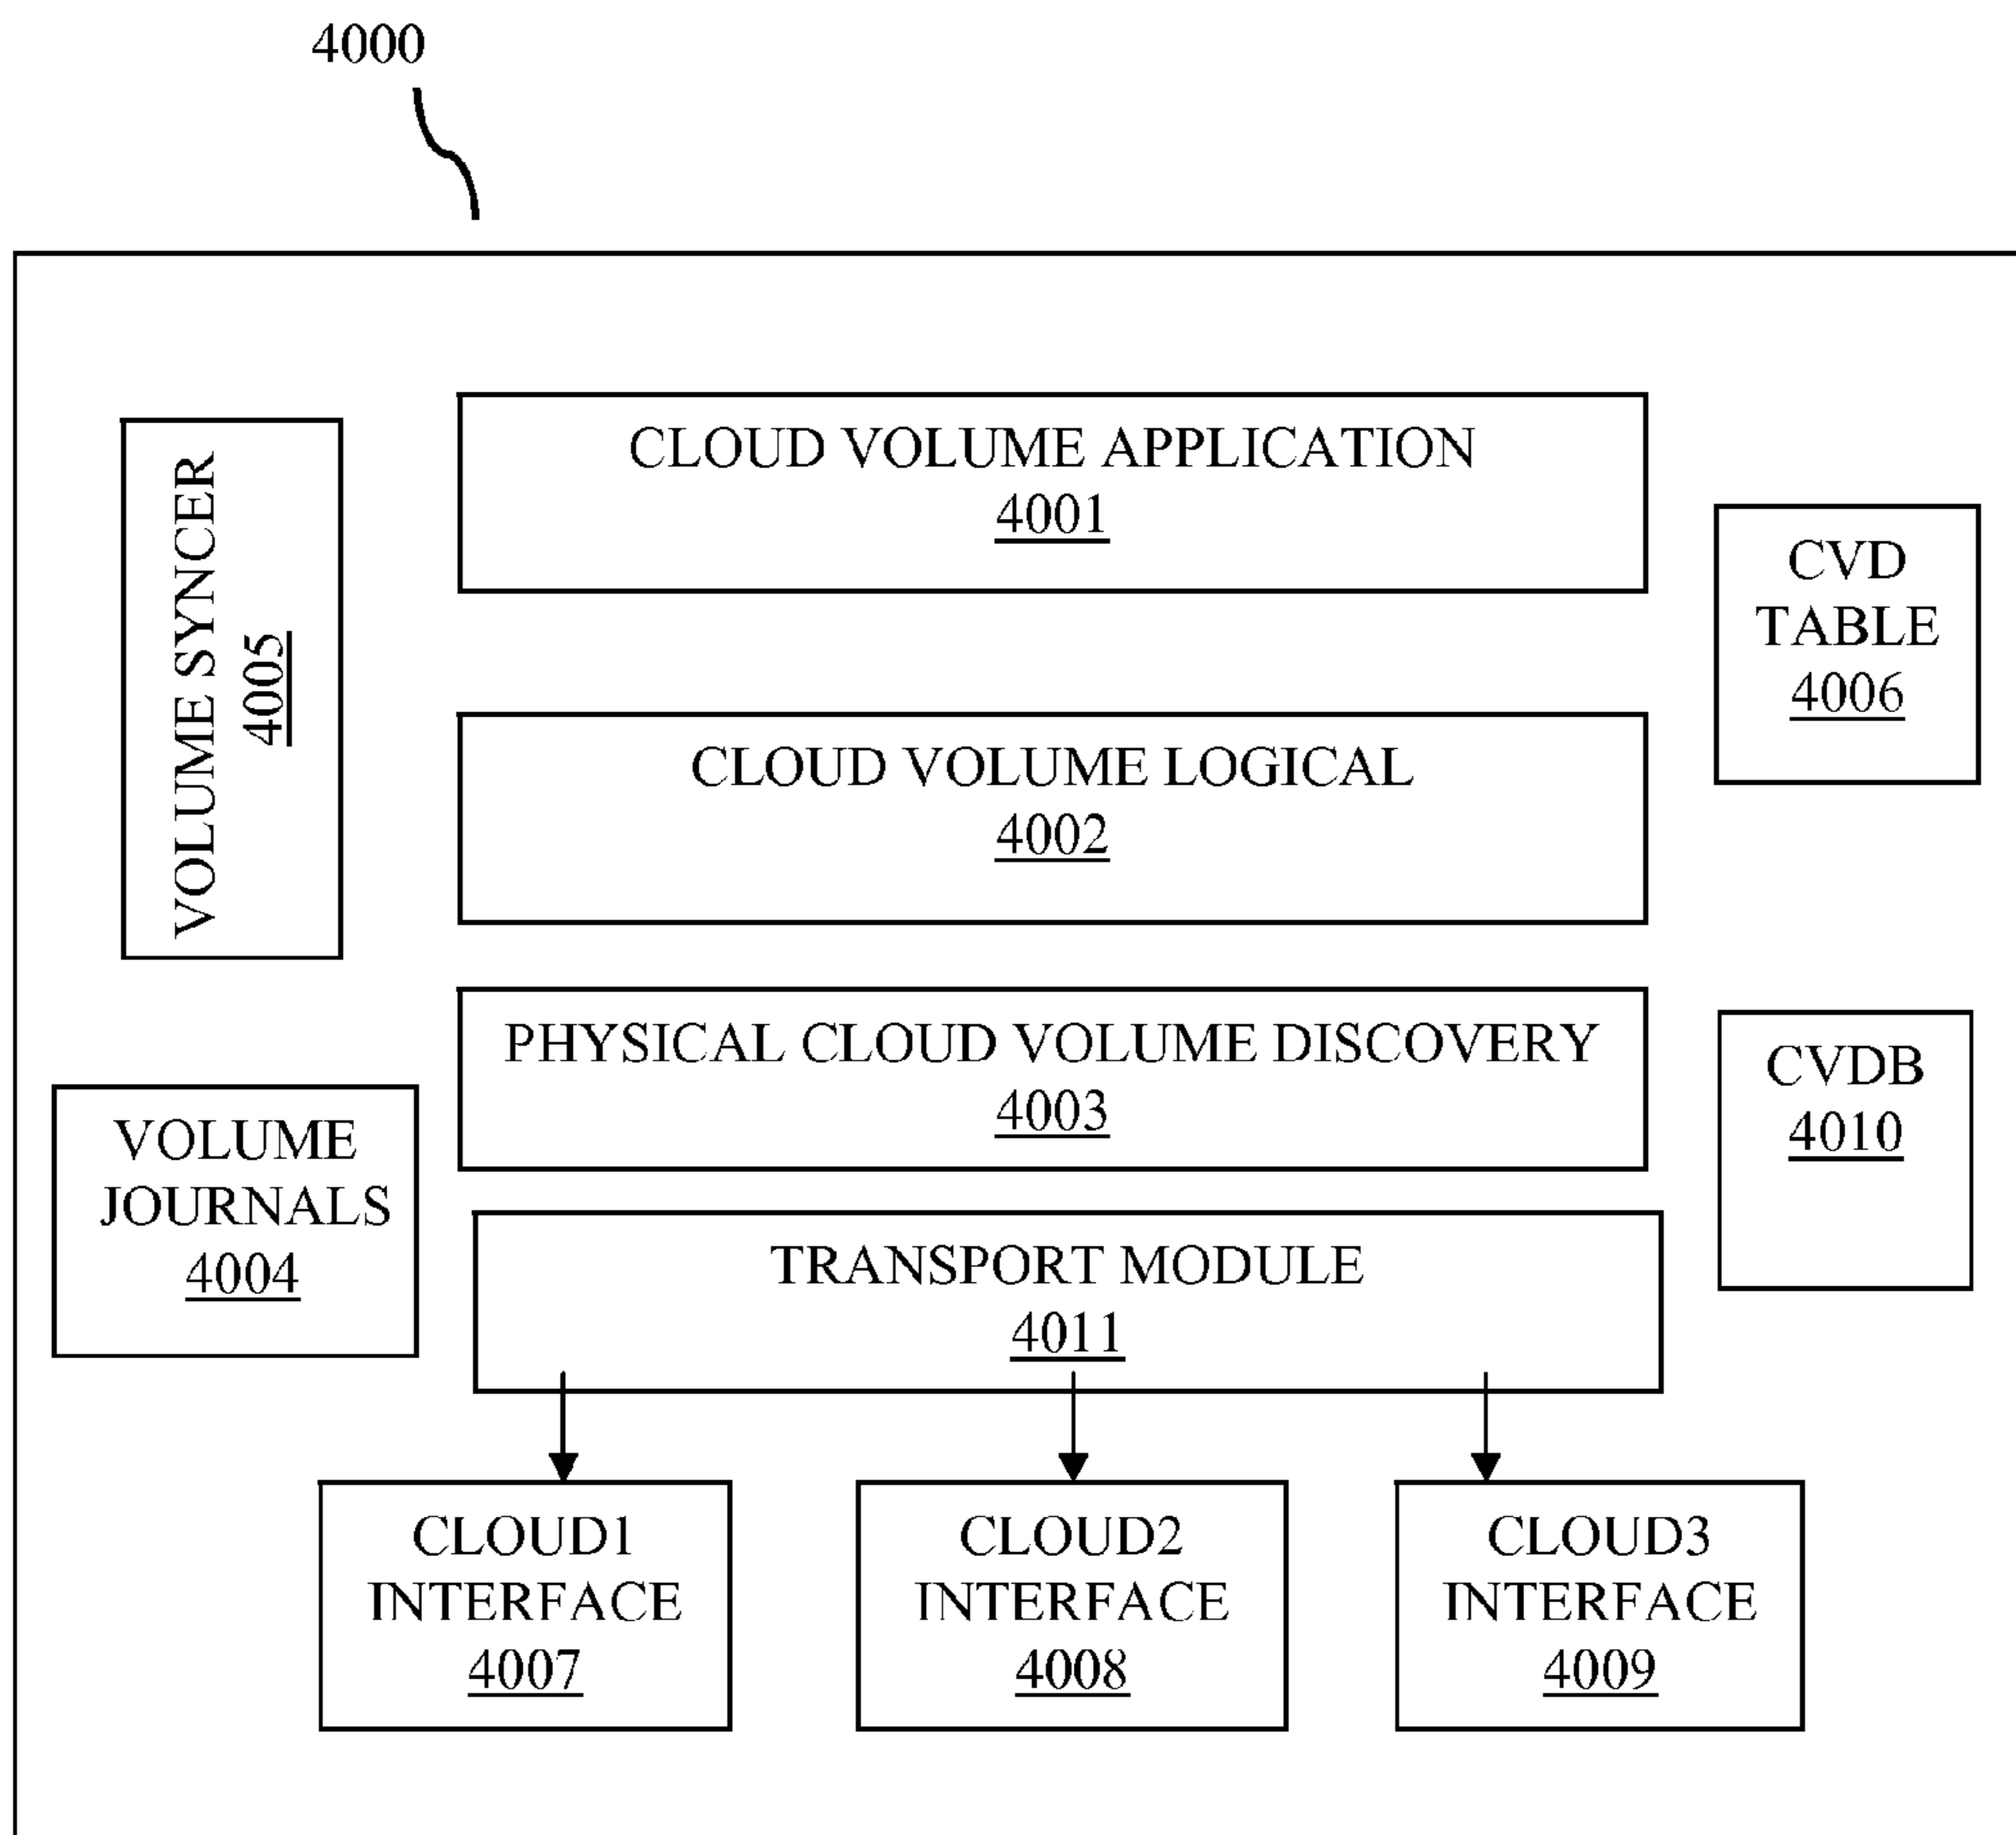 4000
CLOUD VOLUME APPLICATION
4001
VOLUME SYNCER
4005
CVD
TABLE
4006
CLOUD VOLUME LOGICAL
4002
PHYSICAL CLOUD VOLUME DISCOVERY
4003
CVDB
4010
VOLUME
JOURNALS
4004
TRANSPORT MODULE
4011
CLOUD1
INTERFACE
4007
CLOUD2
INTERFACE
4008
CLOUD3
INTERFACE
4009